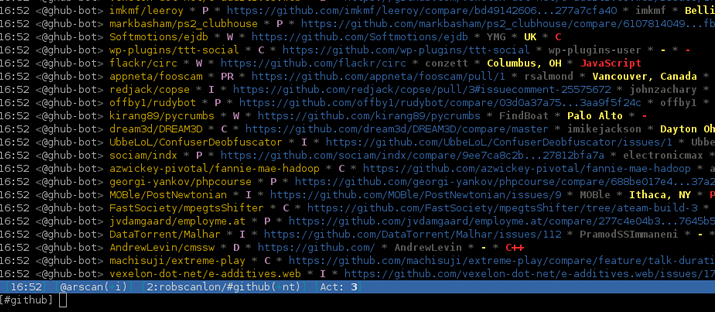 16:52 <@ghub-bot> imkmf/leeroy * P * https://github.com/imkmf/leeroy/compare/bd49142606...277a7cfa40 * imkmf * Belli
16:52 <@ghub-bot> markbasham/ps2_clubhouse * P * https://github.com/markbasham/ps2_clubhouse/compare/6107814049...fb
16:52 <@ghub-bot> Softmotions/ejdb * W * https://github.com/Softmotions/ejdb * YMG * UK * C
16:52 <@ghub-bot> wp-plugins/ttt-social * C * https://github.com/wp-plugins/ttt-social * wp-plugins-user * - * -
16:52 <@ghub-bot> flackr/circ * W * https://github.com/flackr/circ * conzett * Columbus, OH * JavaScript
16:52 <@ghub-bot> appneta/fooscam * PR * https://github.com/appneta/fooscam/pull/1 * rsalmond * Vancouver, Canada *
16:52 <@ghub-bot> redjack/copse * I * https://github.com/redjack/copse/pull/3#issuecomment-25575672 * johnzachary *
16:52 <@ghub-bot> offby1/rudybot * P * https://github.com/offby1/rudybot/compare/03d0a37a75...3aa9f5f24c * offby1 *
16:52 <@ghub-bot> kirang89/pycrumbs * W * https://github.com/kirang89/pycrumbs * FindBoat * Palo Alto * -
16:52 <@ghub-bot> dream3d/DREAM3D * C * https://github.com/dream3d/DREAM3D/compare/master * imikejackson * Dayton Oh
16:52 <@ghub-bot> UbbeLoL/ConfuserDeobfuscator * I * https://github.com/UbbeLoL/ConfuserDeobfuscator/issues/1 * Ubbe
16:52 <@ghub-bot> sociam/indx * P * https://github.com/sociam/indx/compare/9ee7ca8c2b...27812bfa7a * electronicmax *
16:52 <@ghub-bot> azwickey-pivotal/fannie-mae-hadoop * C * https://github.com/azwickey-pivotal/fannie-mae-hadoop * a
16:52 <@ghub-bot> georgi-yankov/phpcourse * P * https://github.com/georgi-yankov/phpcourse/compare/688be017e4...37a2
16:52 <@ghub-bot> MOBle/PostNewtonian * I * https://github.com/MOBle/PostNewtonian/issues/9 * MOBle * Ithaca, NY * P
16:52 <@ghub-bot> FastSociety/mpegtsShifter * C * https://github.com/FastSociety/mpegtsShifter/tree/ateam-build-3 *
16:52 <@ghub-bot> jvdamgaard/employme.at * P * https://github.com/jvdamgaard/employme.at/compare/277c4e04b3...7645b5
16:52 <@ghub-bot> DataTorrent/Malhar * I * https://github.com/DataTorrent/Malhar/issues/112 * PramodSSImmaneni * - *
16:52 <@ghub-bot> AndrewLevin/cmssw * D * https://github.com/ * AndrewLevin * - * C++
16:52 <@ghub-bot> machisuji/extreme-play * C * https://github.com/machisuji/extreme-play/compare/feature/talk-durati
16:52 <@ghub-bot> vexelon-dot-net/e-additives.web * I * https://github.com/vexelon-dot-net/e-additives.web/issues/17
[16:52] [@arscan(+i)] [2:robscanlon/#github(+nt)] [Act: 3]
[#github]